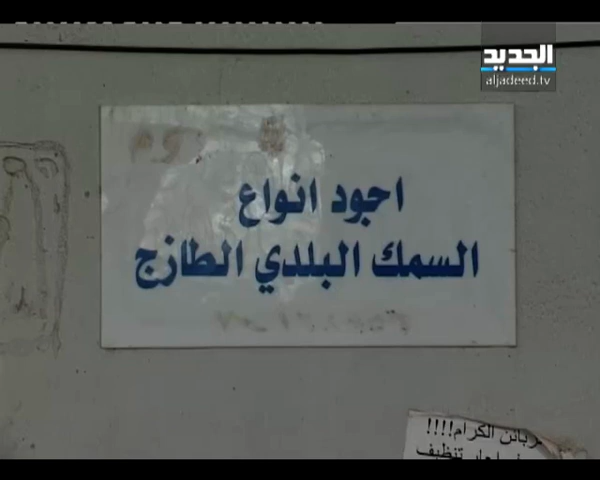 الجديد
aljadeed.tv
اجود انواع
السمك البلدي الطازج
الكرام!!!!
تنظيف